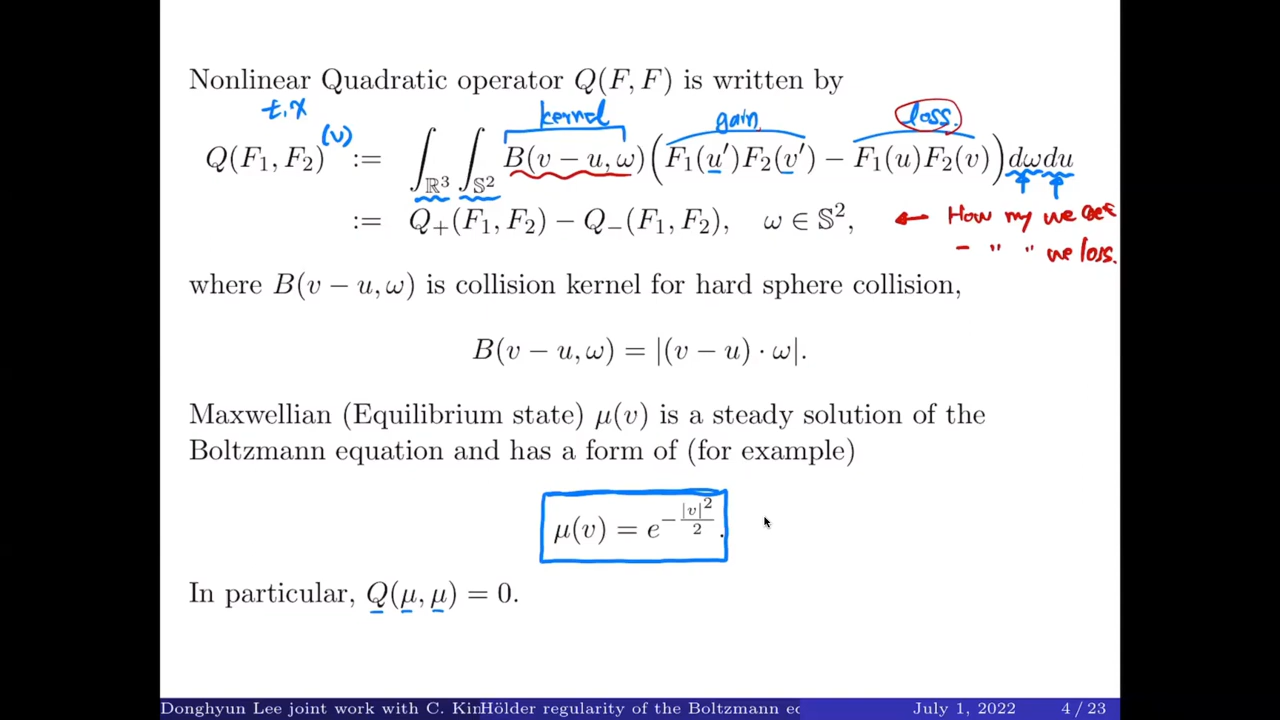 Nonlinear Quadratic operator Q(F, F) is written by
t, x
(v)
kernel
gain
loss.
Q(F₁, F₂) := ∫_{ℝ³} ∫_{𝕊²} B(v − u, ω)(F₁(u′)F₂(v′) − F₁(u)F₂(v))dωdu
:= Q₊(F₁, F₂) − Q₋(F₁, F₂), ω ∈ 𝕊²,
← How my we get
− " " we loss.
where B(v − u, ω) is collision kernel for hard sphere collision,
B(v − u, ω) = |(v − u) · ω|.
Maxwellian (Equilibrium state) μ(v) is a steady solution of the
Boltzmann equation and has a form of (for example)
μ(v) = e^{−|v|²/2}.
In particular, Q(μ, μ) = 0.
Donghyun Lee joint work with C. Kim Hölder regularity of the Boltzmann ec July 1, 2022 4 / 23